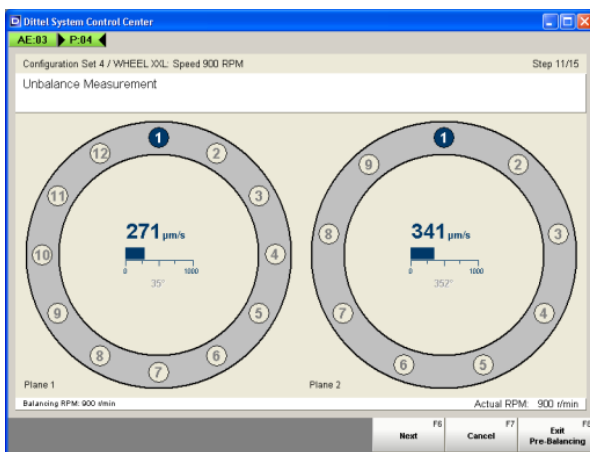 Dittel System Control Center
AE:03 P:04
Configuration Set 4 / WHEEL XXL: Speed 900 RPM Step 11/15
Unbalance Measurement
1
2
3
4
5
6
7
8
9
10
11
12
271 µm/s
0 1000
35°
Plane 1
1
2
3
4
5
6
7
8
9
341 µm/s
0 1000
352°
Plane 2
Balancing RPM: 900 r/min Actual RPM: 900 r/min
F6
Next
F7
Cancel
F8
Exit
Pre-Balancing